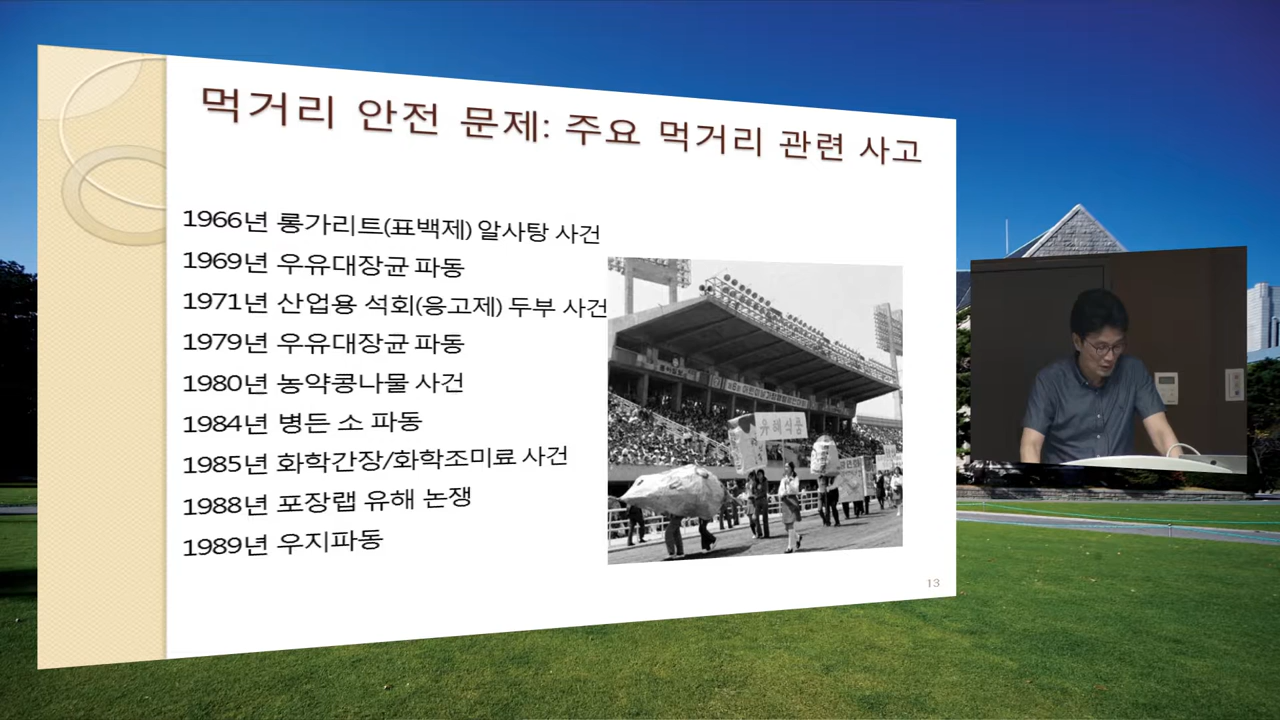 먹거리 안전 문제: 주요 먹거리 관련 사고
1966년 롱가리트(표백제) 알사탕 사건
1969년 우유대장균 파동
1971년 산업용 석회(응고제) 두부 사건
1979년 우유대장균 파동
1980년 농약콩나물 사건
1984년 병든 소 파동
1985년 화학간장/화학조미료 사건
1988년 포장랩 유해 논쟁
1989년 우지파동
유해식품
13